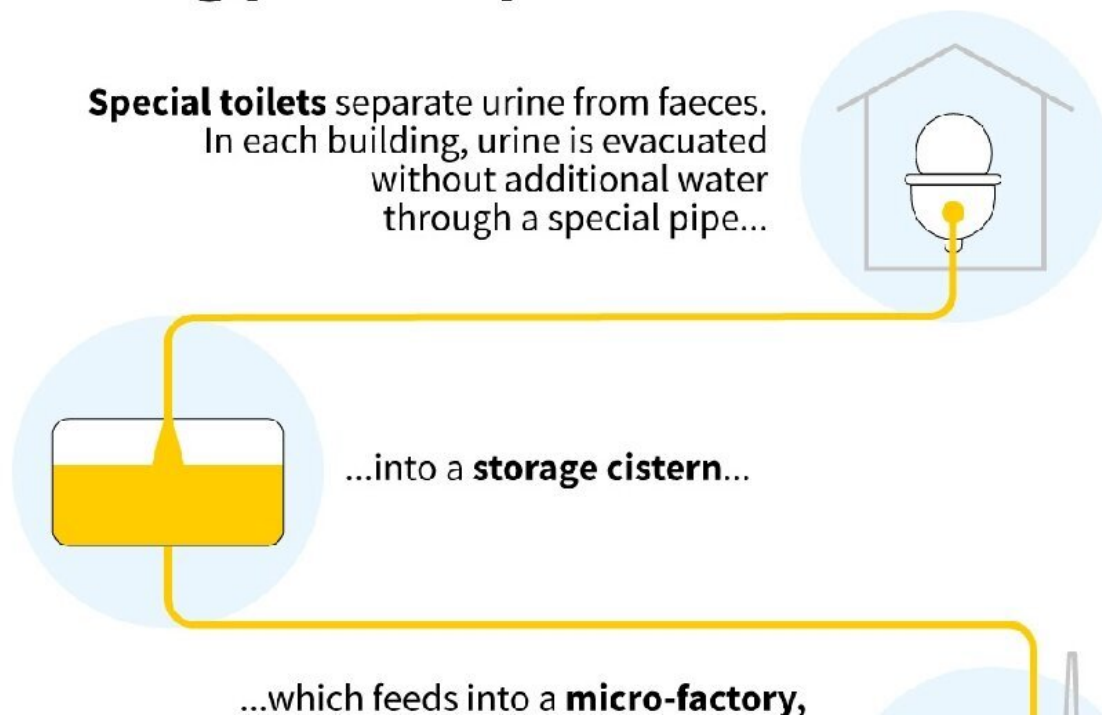 Special toilets separate urine from faeces.
In each building, urine is evacuated
without additional water
through a special pipe...
...into a storage cistern...
...which feeds into a micro-factory,